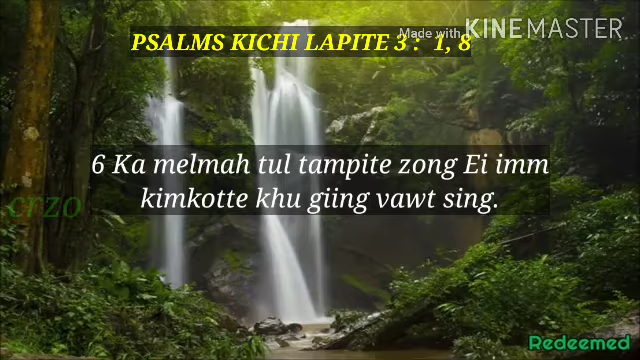 Made with KINEMASTER
PSALMS KICHI LAPITE 3 : 1, 8
6 Ka melmah tul tampite zong Ei imm
kimkotte khu giing vawt sing.
crzo
Redeemed